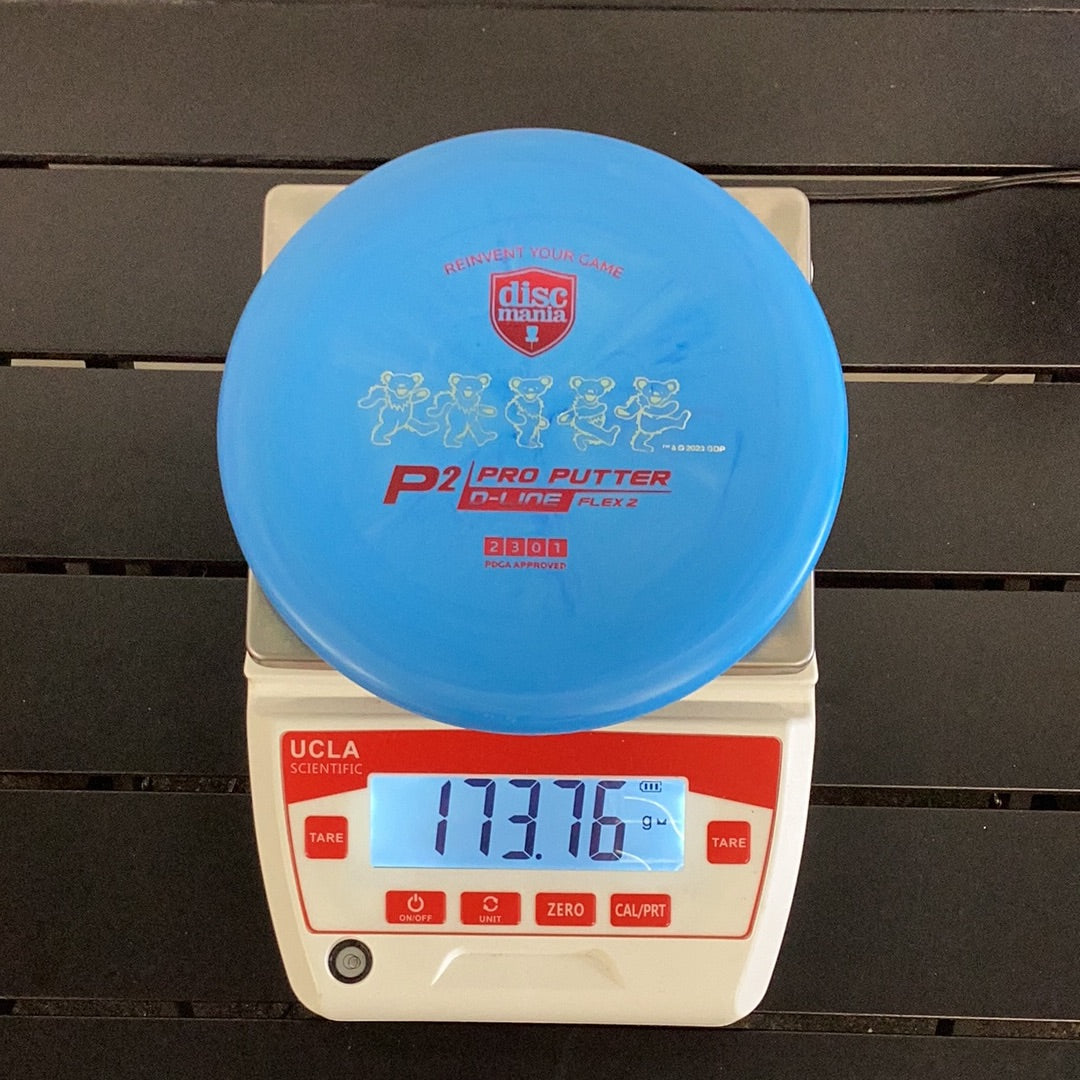 REINVENT YOUR GAME
disc
mania
™ & © 2023 GDP
P2 PRO PUTTER
D-LINE FLEX 2
2 3 0 1
PDGA APPROVED
UCLA
SCIENTIFIC
173.76 g
TARE
TARE
ON/OFF
UNIT
ZERO
CAL/PRT